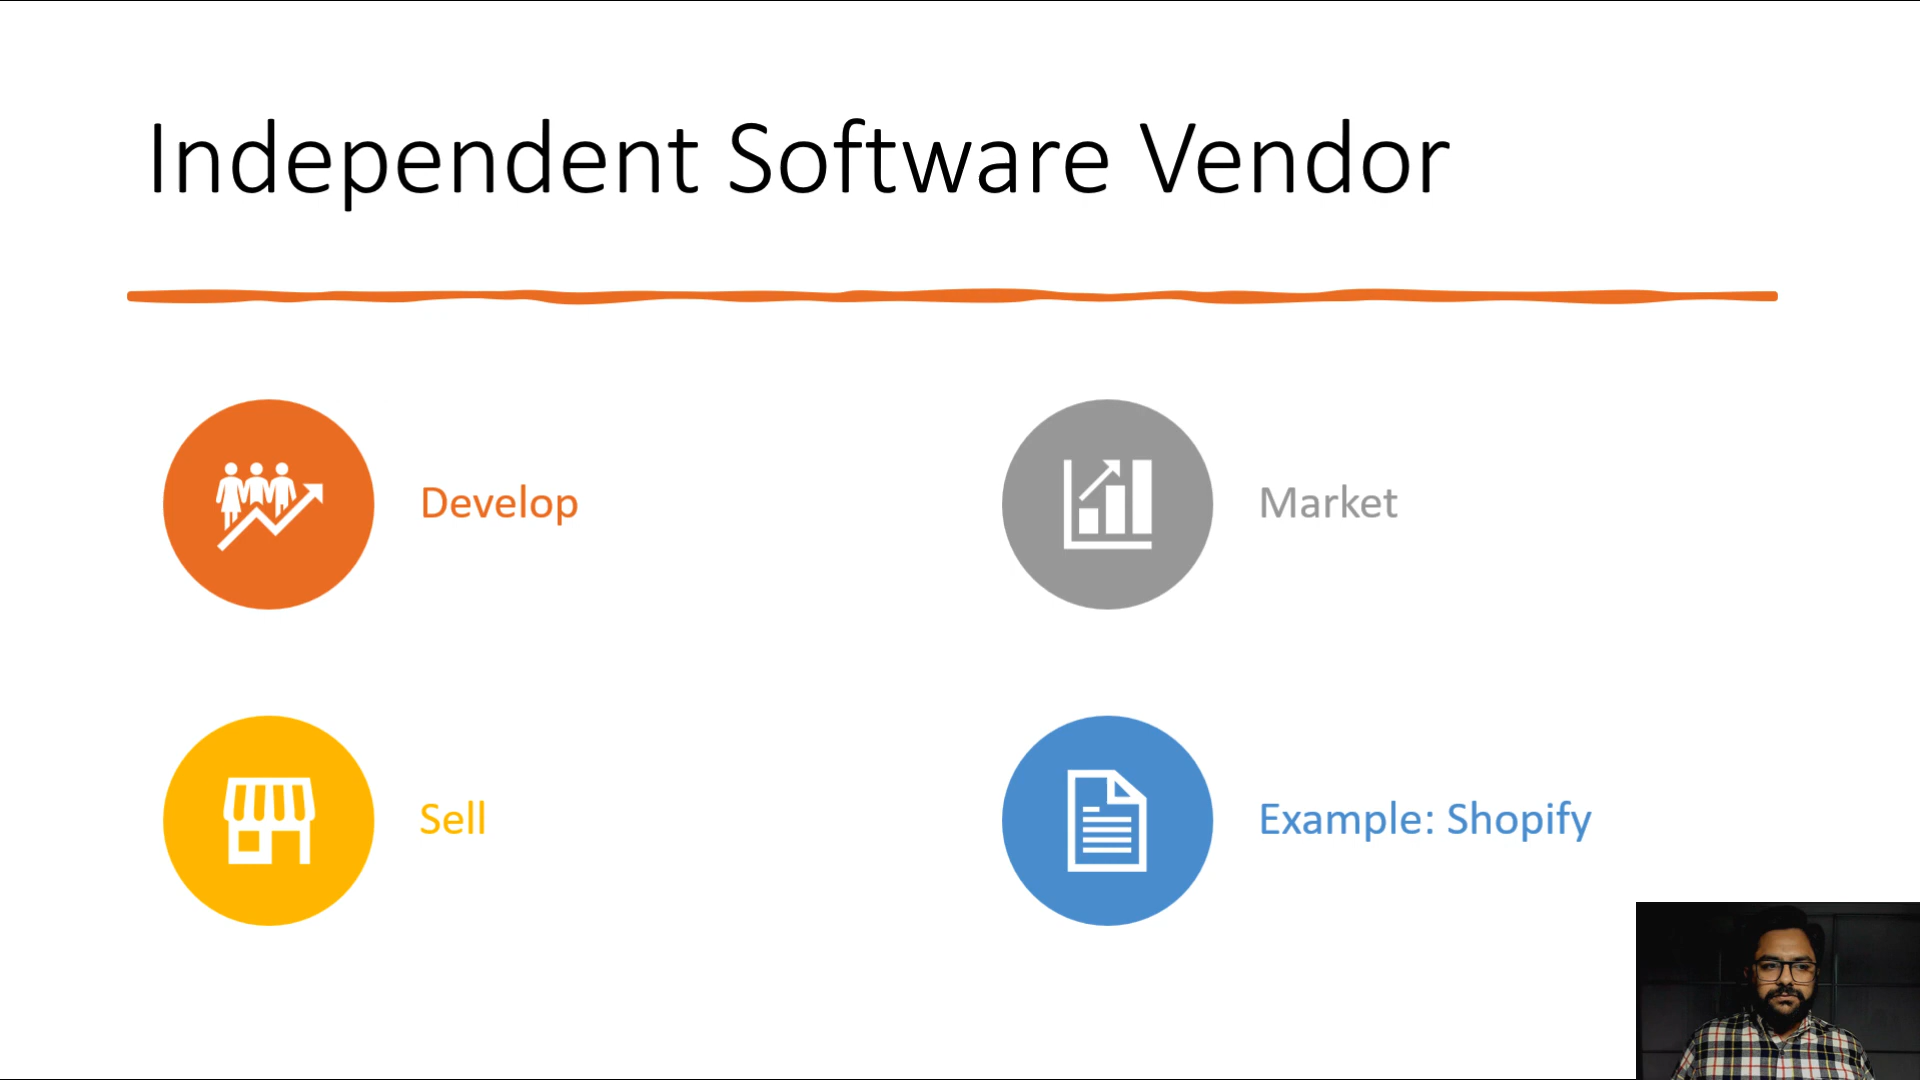 Independent Software Vendor
Develop
Market
Sell
Example: Shopify